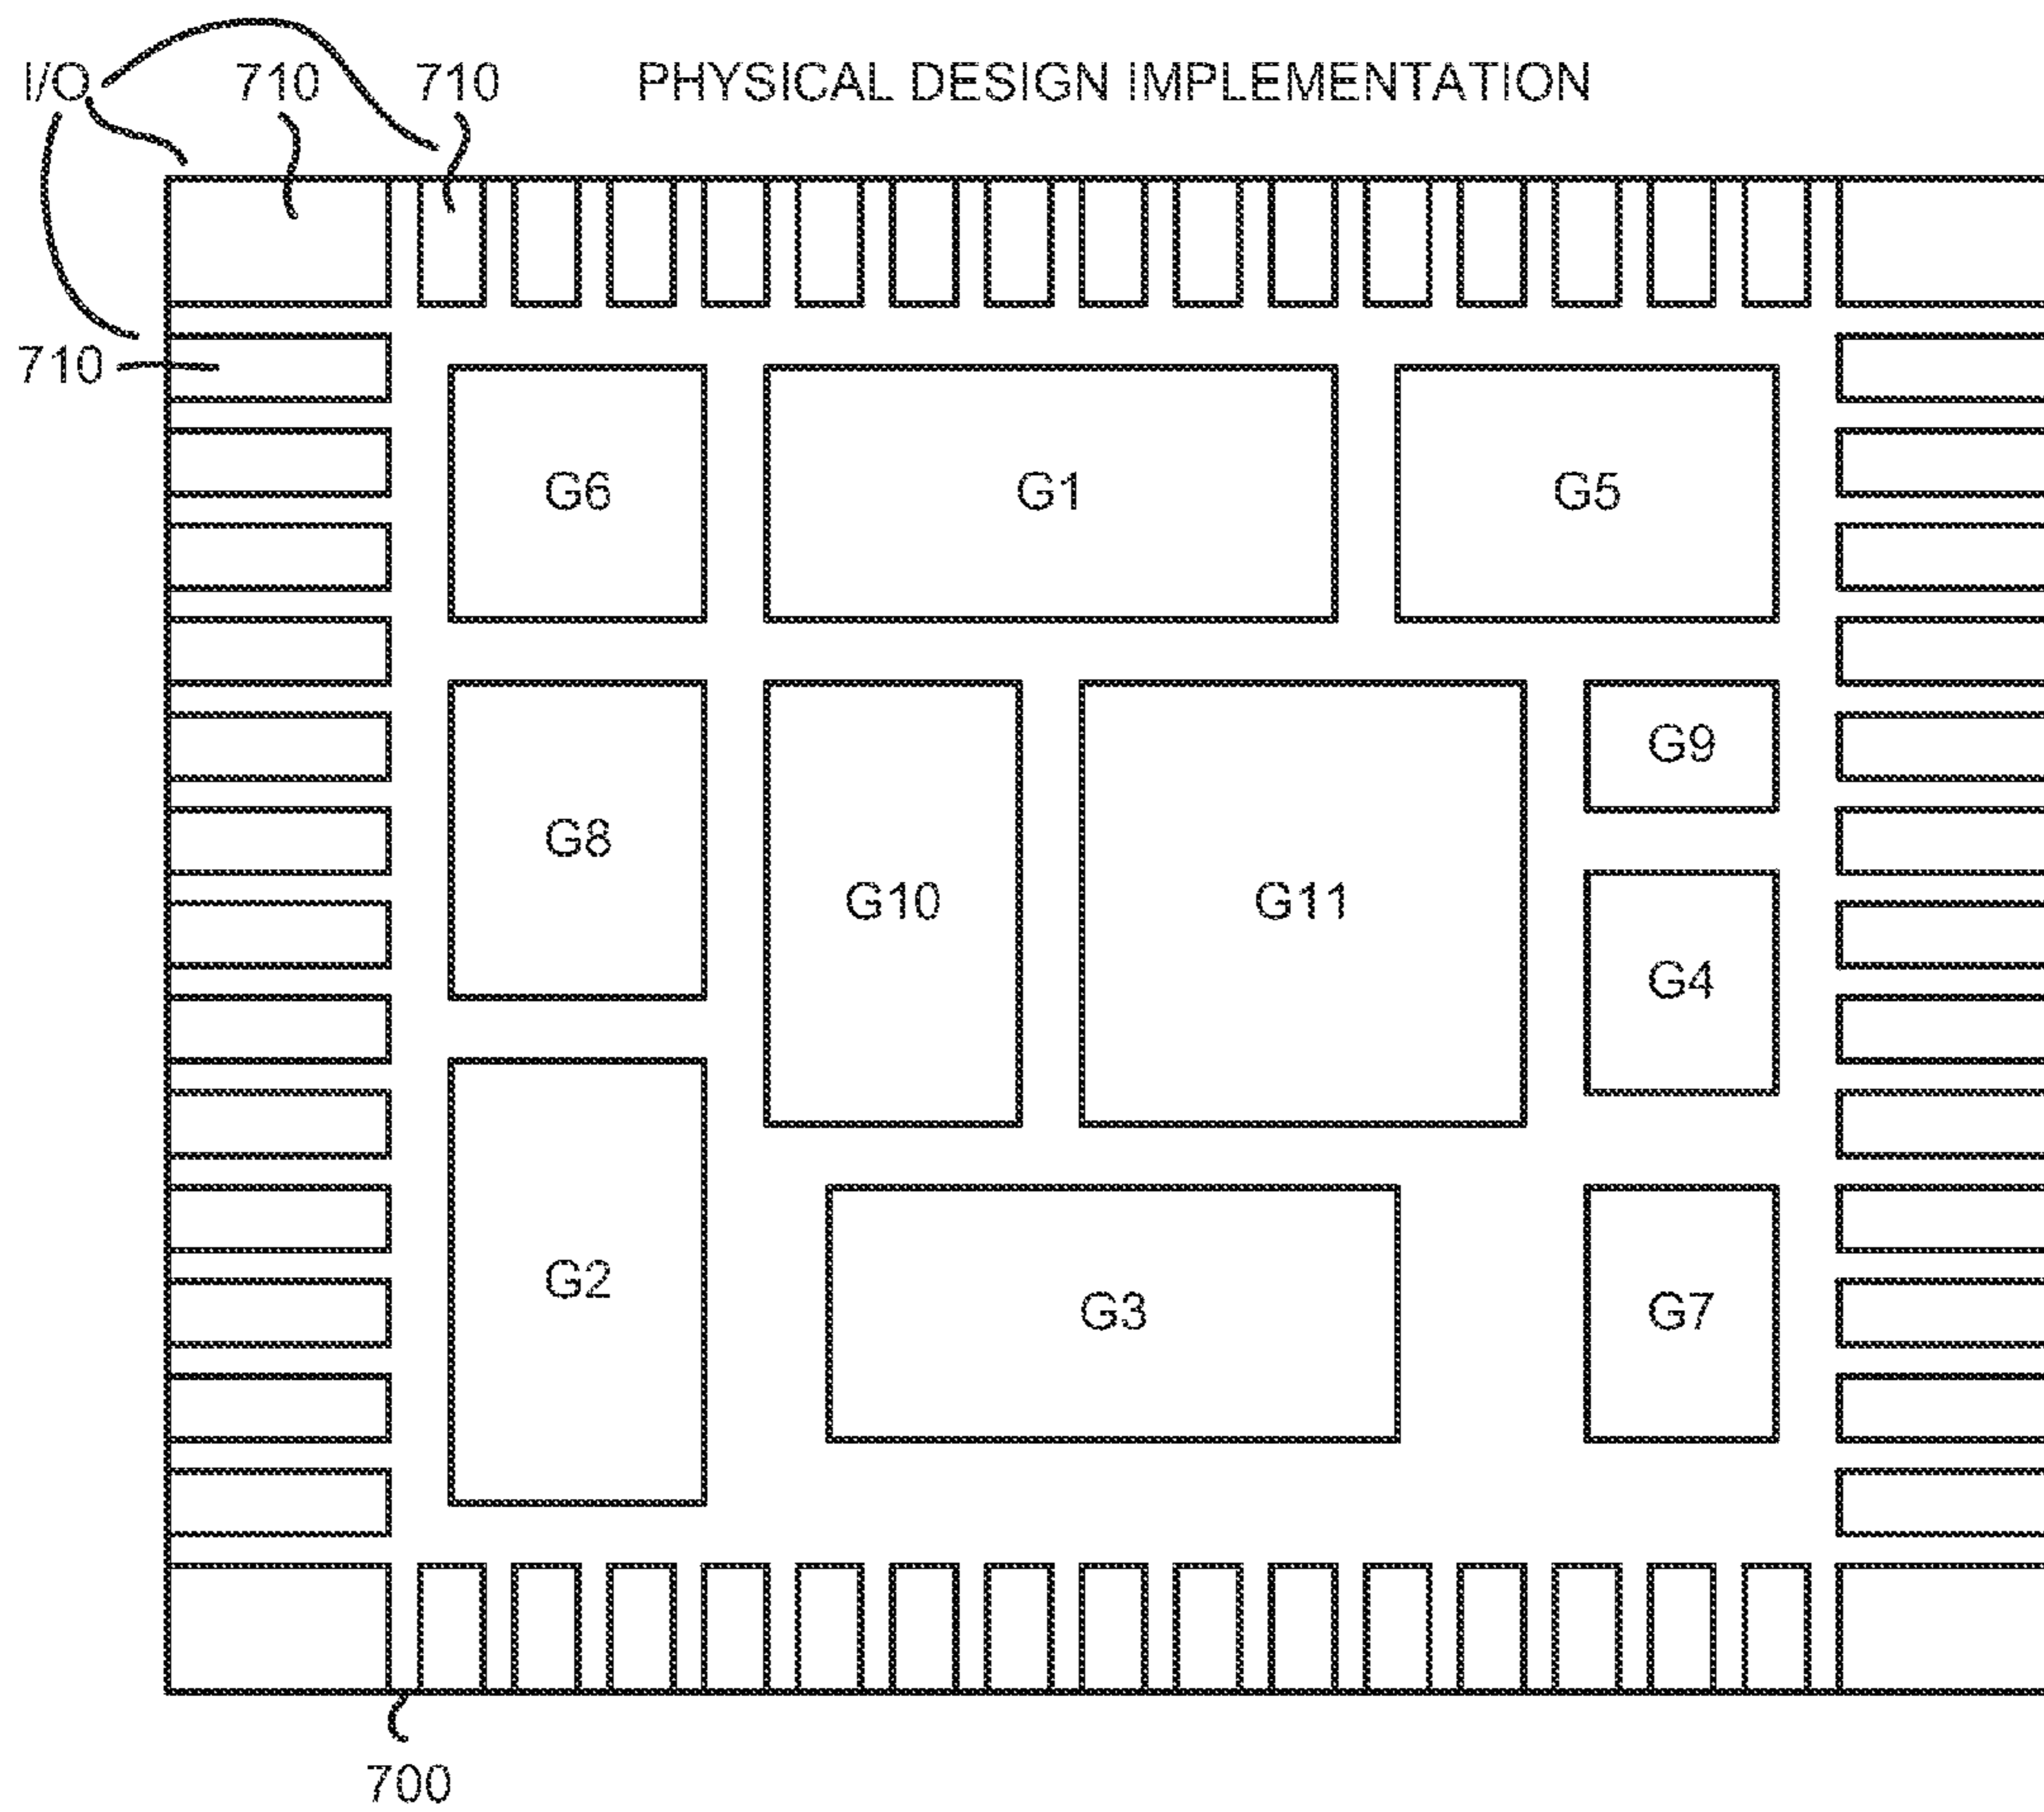 I/O 710 710 PHYSICAL DESIGN IMPLEMENTATION
710
G6 G1 G5
G9
G8
G10 G11
G4
G2
G3 G7
700